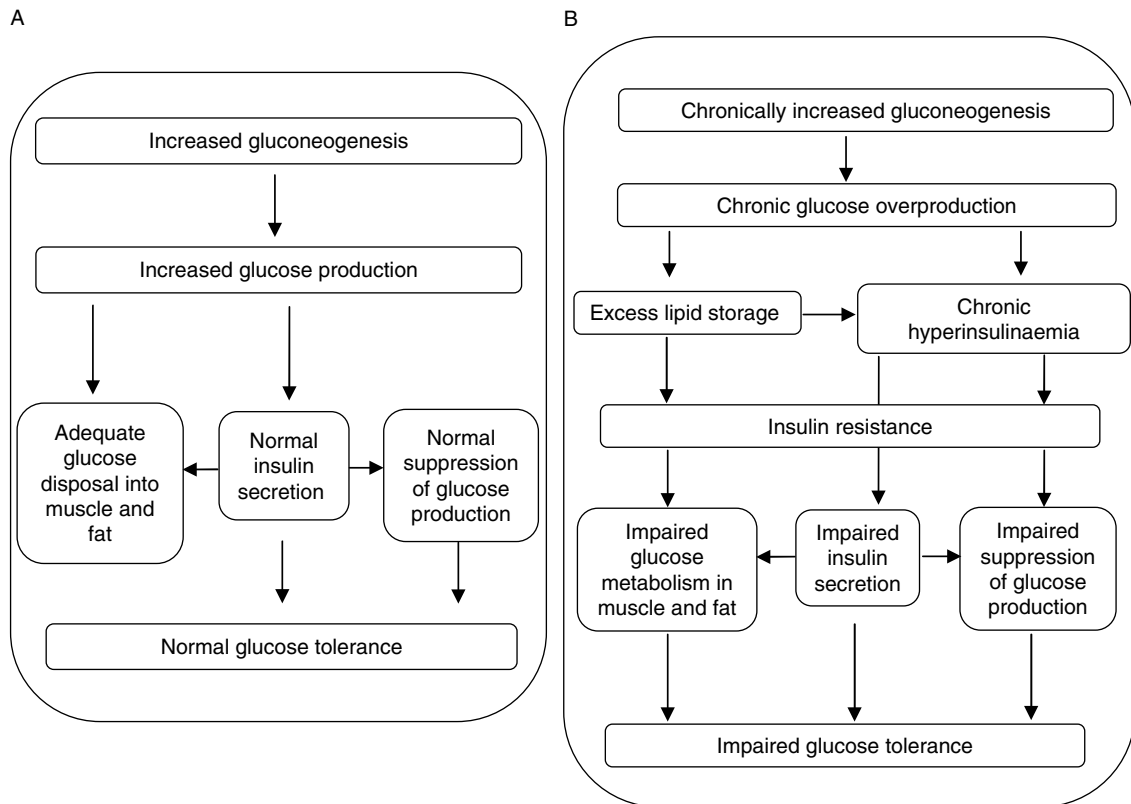 A
Increased gluconeogenesis
Increased glucose production
Adequate
glucose
disposal into
muscle and
fat
Normal
insulin
secretion
Normal
suppression
of glucose
production
Normal glucose tolerance
B
Chronically increased gluconeogenesis
Chronic glucose overproduction
Excess lipid storage
Chronic
hyperinsulinaemia
Insulin resistance
Impaired
glucose
metabolism in
muscle and fat
Impaired
insulin
secretion
Impaired
suppression
of glucose
production
Impaired glucose tolerance